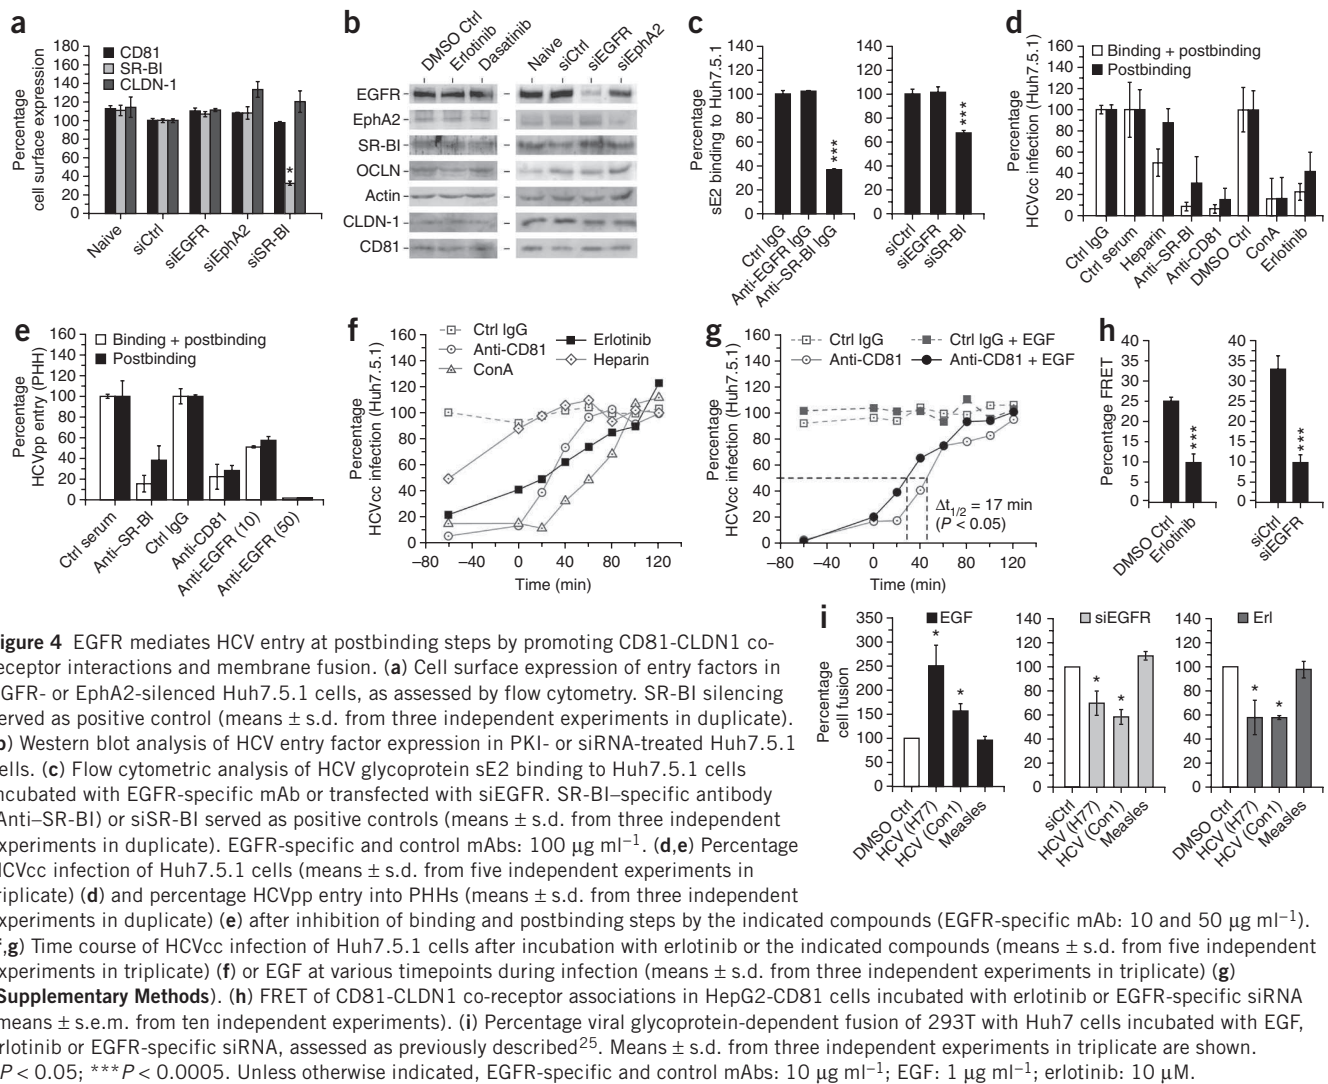 a
180
160
140
120
100
80
60
40
20
0
Percentage
cell surface expression
CD81
SR-BI
CLDN-1
*
Naive
siCtrl
siEGFR
siEphA2
siSR-BI
b
DMSO Ctrl
Erlotinib
Dasatinib
Naive
siCtrl
siEGFR
siEphA2
EGFR
EphA2
SR-BI
OCLN
Actin
CLDN-1
CD81
c
Percentage
sE2 binding to Huh7.5.1
140
120
100
80
60
40
20
0
***
Ctrl IgG
Anti-EGFR IgG
Anti–SR-BI IgG
140
120
100
80
60
40
20
0
***
siCtrl
siEGFR
siSR-BI
d
Percentage
HCVcc infection (Huh7.5.1)
160
140
120
100
80
60
40
20
0
Binding + postbinding
Postbinding
Ctrl IgG
Ctrl serum
Heparin
Anti–SR-BI
Anti-CD81
DMSO Ctrl
ConA
Erlotinib
e
Percentage
HCVpp entry (PHH)
160
140
120
100
80
60
40
20
0
Binding + postbinding
Postbinding
Ctrl serum
Anti–SR-BI
Ctrl IgG
Anti-CD81
Anti-EGFR (10)
Anti-EGFR (50)
f
Percentage
HCVcc infection (Huh7.5.1)
160
140
120
100
80
60
40
20
0
Ctrl IgG
Anti-CD81
ConA
Erlotinib
Heparin
–80 –40 0 40 80 120
Time (min)
g
Percentage
HCVcc infection (Huh7.5.1)
160
140
120
100
80
60
40
20
0
Ctrl IgG
Anti-CD81
Ctrl IgG + EGF
Anti-CD81 + EGF
Δt1/2 = 17 min
(P < 0.05)
–80 –40 0 40 80 120
Time (min)
h
Percentage FRET
40
35
30
25
20
15
10
5
0
***
DMSO Ctrl
Erlotinib
40
35
30
25
20
15
10
5
0
***
siCtrl
siEGFR
i
Percentage
cell fusion
350
300
250
200
150
100
50
0
EGF
*
*
DMSO Ctrl
HCV (H77)
HCV (Con1)
Measles
140
120
100
80
60
40
20
0
siEGFR
*
*
siCtrl
HCV (H77)
HCV (Con1)
Measles
140
120
100
80
60
40
20
0
Erl
*
*
DMSO Ctrl
HCV (H77)
HCV (Con1)
Measles
igure 4 EGFR mediates HCV entry at postbinding steps by promoting CD81-CLDN1 co-
eceptor interactions and membrane fusion. (a) Cell surface expression of entry factors in
GFR- or EphA2-silenced Huh7.5.1 cells, as assessed by flow cytometry. SR-BI silencing
erved as positive control (means ± s.d. from three independent experiments in duplicate).
b) Western blot analysis of HCV entry factor expression in PKI- or siRNA-treated Huh7.5.1
ells. (c) Flow cytometric analysis of HCV glycoprotein sE2 binding to Huh7.5.1 cells
ncubated with EGFR-specific mAb or transfected with siEGFR. SR-BI–specific antibody
Anti–SR-BI) or siSR-BI served as positive controls (means ± s.d. from three independent
xperiments in duplicate). EGFR-specific and control mAbs: 100 μg ml–1. (d,e) Percentage
HCVcc infection of Huh7.5.1 cells (means ± s.d. from five independent experiments in
riplicate) (d) and percentage HCVpp entry into PHHs (means ± s.d. from three independent
xperiments in duplicate) (e) after inhibition of binding and postbinding steps by the indicated compounds (EGFR-specific mAb: 10 and 50 μg ml–1).
f,g) Time course of HCVcc infection of Huh7.5.1 cells after incubation with erlotinib or the indicated compounds (means ± s.d. from five independent
xperiments in triplicate) (f) or EGF at various timepoints during infection (means ± s.d. from three independent experiments in triplicate) (g)
Supplementary Methods). (h) FRET of CD81-CLDN1 co-receptor associations in HepG2-CD81 cells incubated with erlotinib or EGFR-specific siRNA
means ± s.e.m. from ten independent experiments). (i) Percentage viral glycoprotein-dependent fusion of 293T with Huh7 cells incubated with EGF,
rlotinib or EGFR-specific siRNA, assessed as previously described25. Means ± s.d. from three independent experiments in triplicate are shown.
P < 0.05; ***P < 0.0005. Unless otherwise indicated, EGFR-specific and control mAbs: 10 μg ml–1; EGF: 1 μg ml–1; erlotinib: 10 μM.